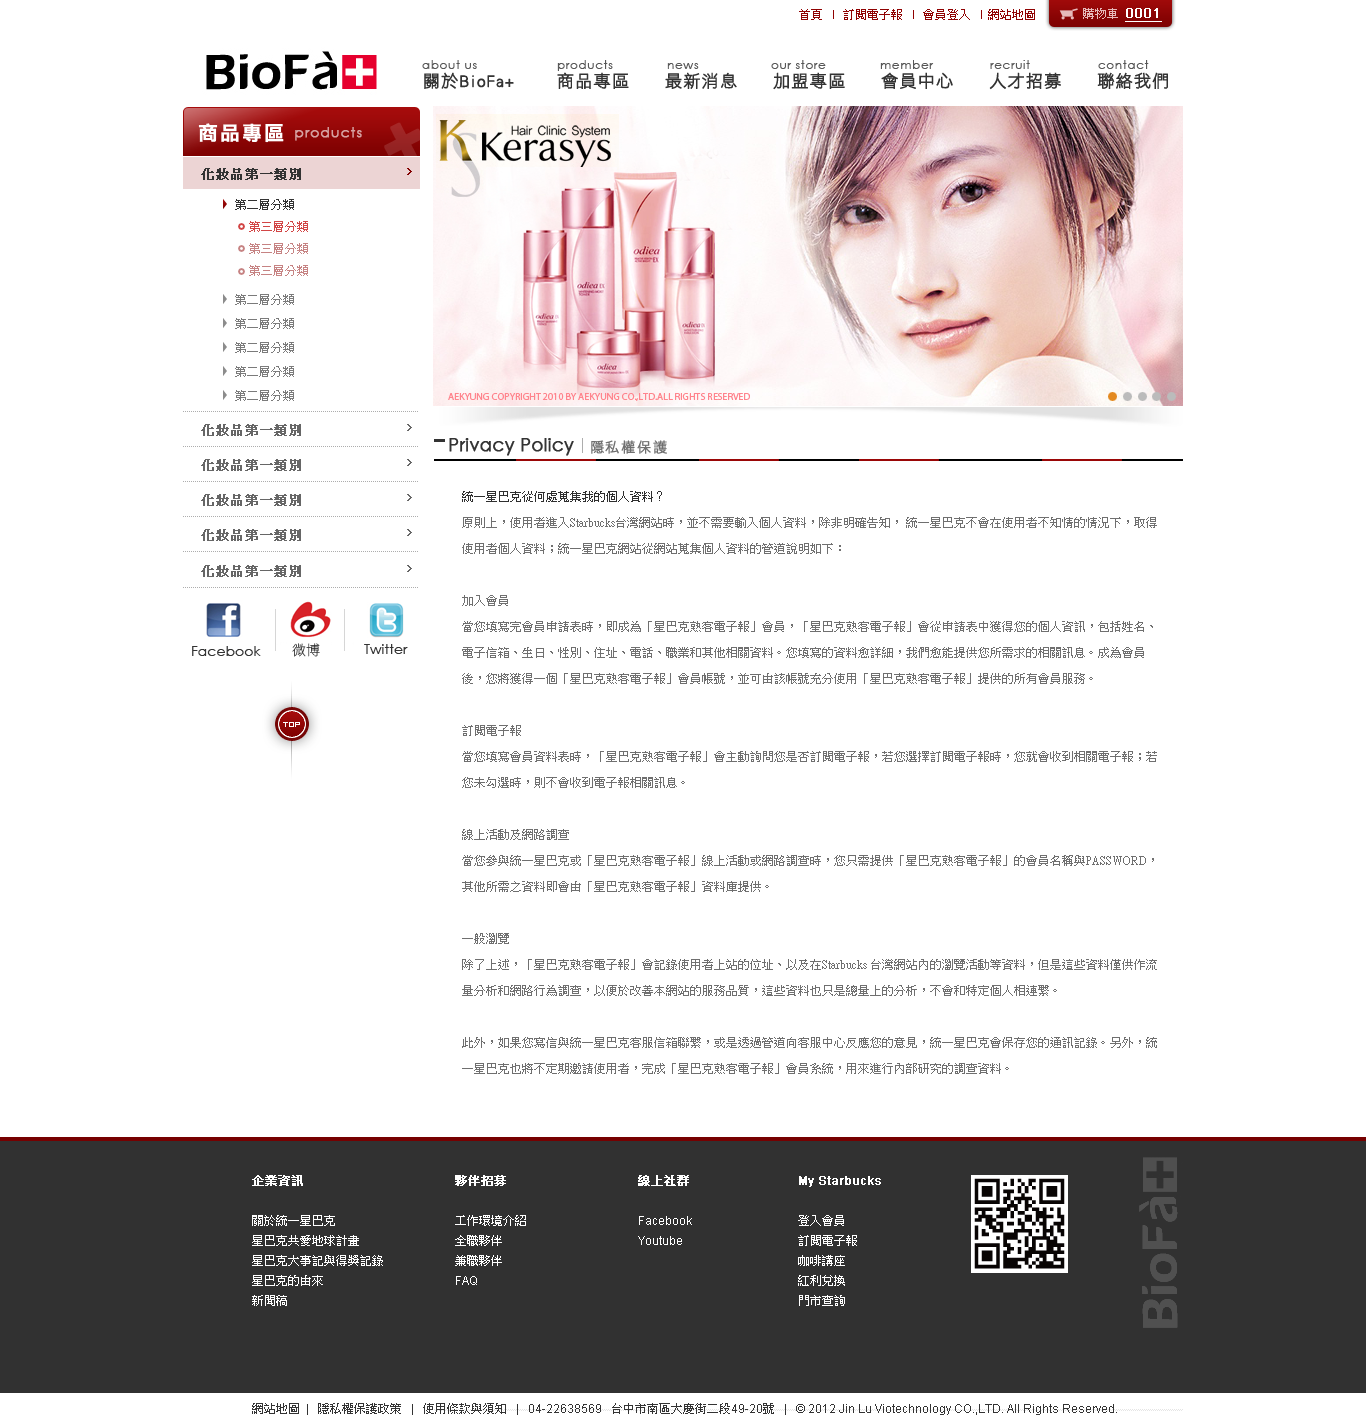 首頁 | 訂閱電子報 | 會員登入 | 網站地圖 購物車 0001
BioFà+
about us products news our store member recruit contact
關於BioFa+ 商品專區 最新消息 加盟專區 會員中心 人才招募 聯絡我們
商品專區 products
化妝品第一類別
第二層分類
第三層分類
第三層分類
第三層分類
第二層分類
第二層分類
第二層分類
第二層分類
第二層分類
化妝品第一類別
化妝品第一類別
化妝品第一類別
化妝品第一類別
化妝品第一類別
Facebook 微博 Twitter
TOP
Hair Clinic System
KS Kerasys
odiea
odiea
odiea
odiea
odiea
AEKYUNG COPYRIGHT 2010 BY AEKYUNG CO.,LTD.ALL RIGHTS RESERVED
Privacy Policy | 隱私權保護
統一星巴克從何處蒐集我的個人資料？
原則上，使用者進入Starbucks台灣網站時，並不需要輸入個人資料，除非明確告知， 統一星巴克不會在使用者不知情的情況下，取得
使用者個人資料；統一星巴克網站從網站蒐集個人資料的管道說明如下：
加入會員
當您填寫完會員申請表時，即成為「星巴克熟客電子報」會員，「星巴克熟客電子報」會從申請表中獲得您的個人資訊，包括姓名、
電子信箱、生日、性別、住址、電話、職業和其他相關資料。您填寫的資料愈詳細，我們愈能提供您所需求的相關訊息。成為會員
後，您將獲得一個「星巴克熟客電子報」會員帳號，並可由該帳號充分使用「星巴克熟客電子報」提供的所有會員服務。
訂閱電子報
當您填寫會員資料表時，「星巴克熟客電子報」會主動詢問您是否訂閱電子報，若您選擇訂閱電子報時，您就會收到相關電子報；若
您未勾選時，則不會收到電子報相關訊息。
線上活動及網路調查
當您參與統一星巴克或「星巴克熟客電子報」線上活動或網路調查時，您只需提供「星巴克熟客電子報」的會員名稱與PASSWORD，
其他所需之資料即會由「星巴克熟客電子報」資料庫提供。
一般瀏覽
除了上述，「星巴克熟客電子報」會記錄使用者上站的位址、以及在Starbucks 台灣網站內的瀏覽活動等資料，但是這些資料僅供作流
量分析和網路行為調查，以便於改善本網站的服務品質，這些資料也只是總量上的分析，不會和特定個人相連繫。
此外，如果您寫信與統一星巴克客服信箱聯繫，或是透過管道向客服中心反應您的意見，統一星巴克會保存您的通訊記錄。另外，統
一星巴克也將不定期邀請使用者，完成「星巴克熟客電子報」會員系統，用來進行內部研究的調查資料。
企業資訊
關於統一星巴克
星巴克共愛地球計畫
星巴克大事記與得獎記錄
星巴克的由來
新聞稿
夥伴招募
工作環境介紹
全職夥伴
兼職夥伴
FAQ
線上社群
Facebook
Youtube
My Starbucks
登入會員
訂閱電子報
咖啡講座
紅利兌換
門市查詢
BioFà+
網站地圖 | 隱私權保護政策 | 使用條款與須知 | 04-22638569 台中市南區大慶街二段49-20號 | © 2012 Jin Lu Viotechnology CO.,LTD. All Rights Reserved.